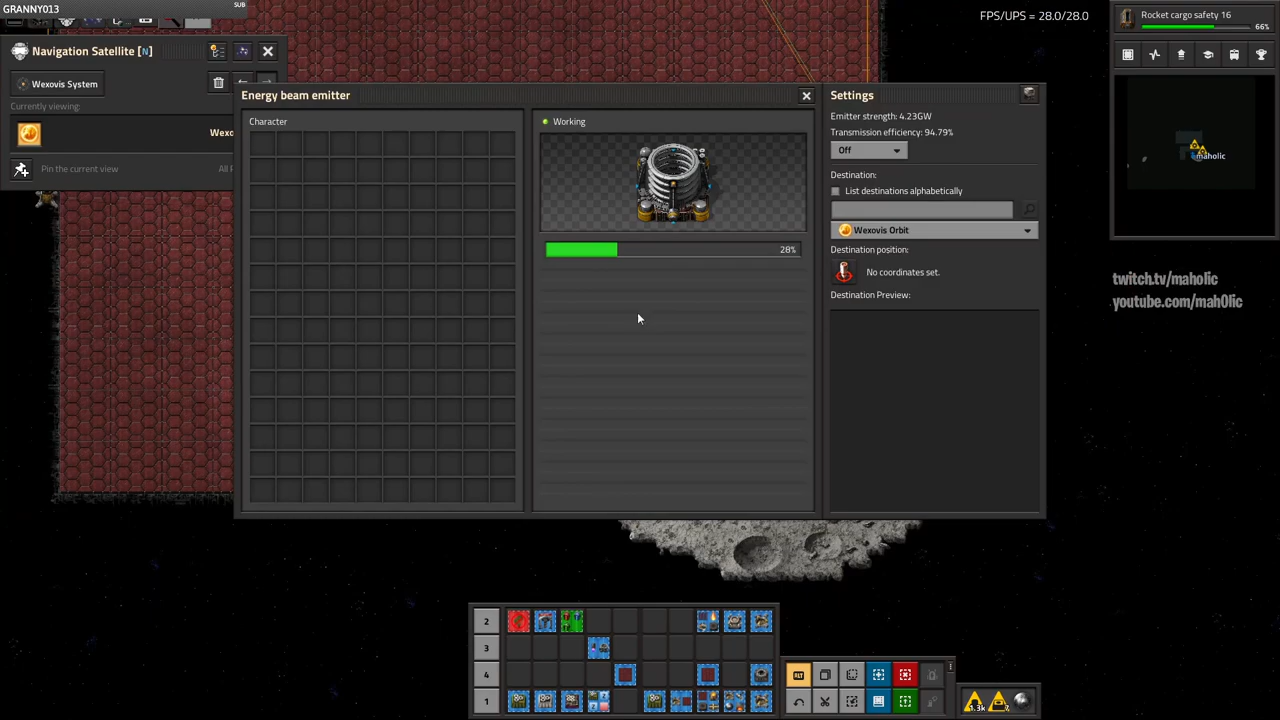 GRANNY013
SUB
FPS/UPS = 28.0/28.0
Rocket cargo safety 16
66%
Navigation Satellite [N]
Wexovis System
Currently viewing:
Wexo
Pin the current view
All
Energy beam emitter
Character
Working
28%
Settings
Emitter strength: 4.23GW
Transmission efficiency: 94.79%
Off
Destination:
List destinations alphabetically
Wexovis Orbit
Destination position:
No coordinates set.
Destination Preview:
maholic
twitch.tv/maholic
youtube.com/mah0lic
2
3
4
1
ALT